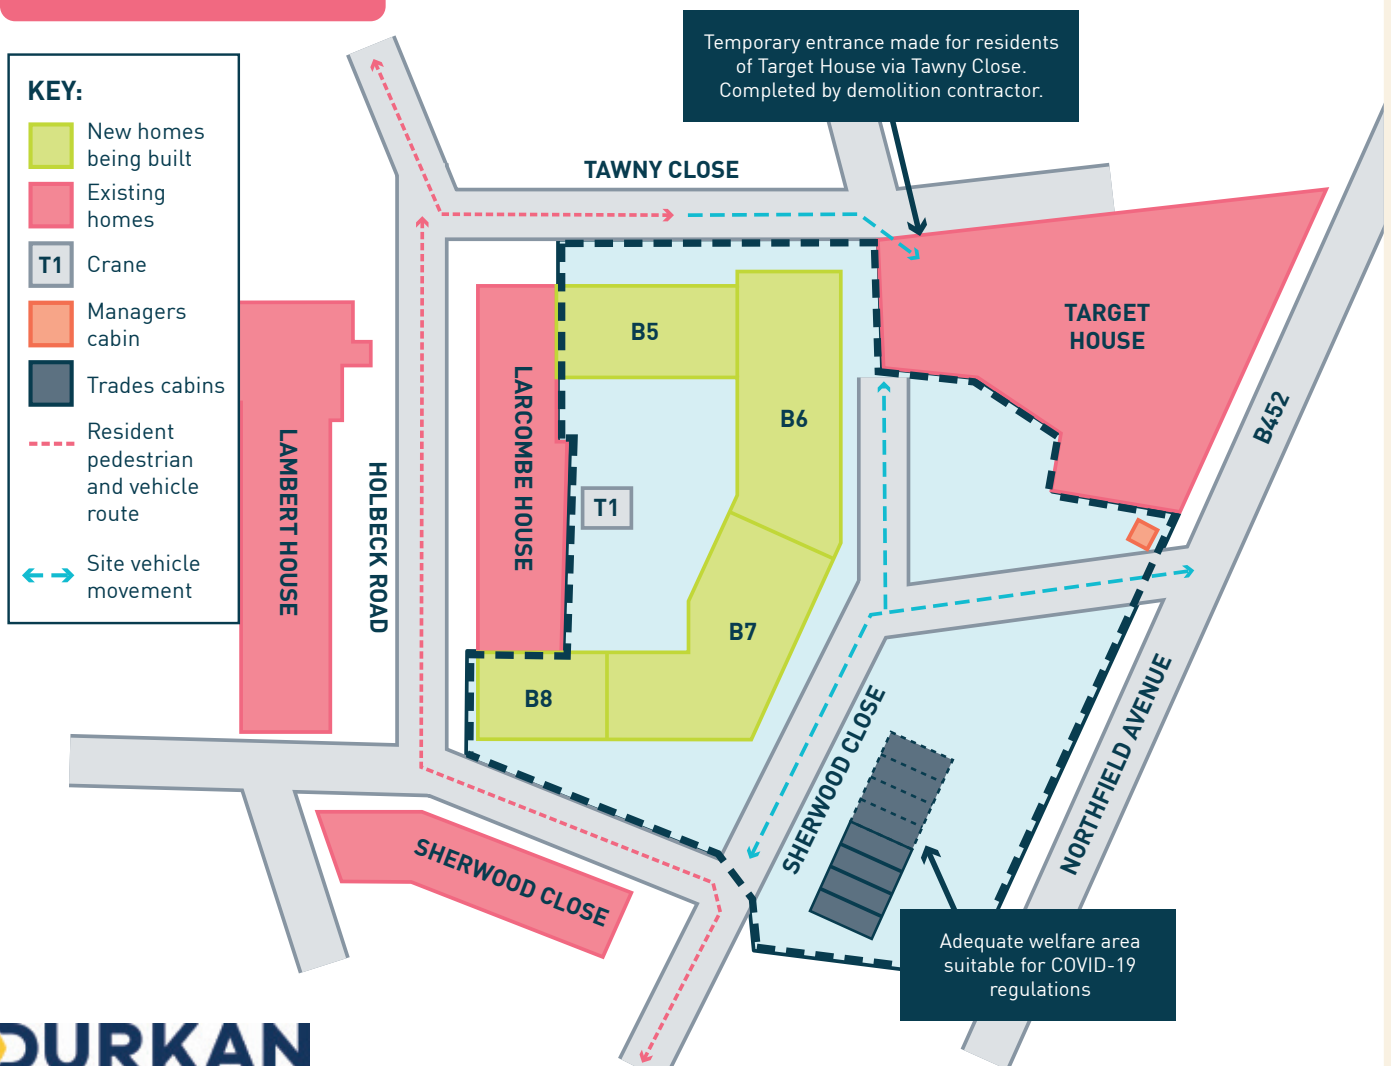 Temporary entrance made for residents
of Target House via Tawny Close.
Completed by demolition contractor.
KEY:
New homes
being built
Existing
homes
T1
Crane
Managers
cabin
Trades cabins
Resident
pedestrian
and vehicle
route
Site vehicle
movement
TAWNY CLOSE
TARGET
HOUSE
B5
B6
B7
B8
T1
LARCOMBE HOUSE
LAMBERT HOUSE
HOLBECK ROAD
B452
NORTHFIELD AVENUE
SHERWOOD CLOSE
SHERWOOD CLOSE
Adequate welfare area
suitable for COVID-19
regulations
DURKAN